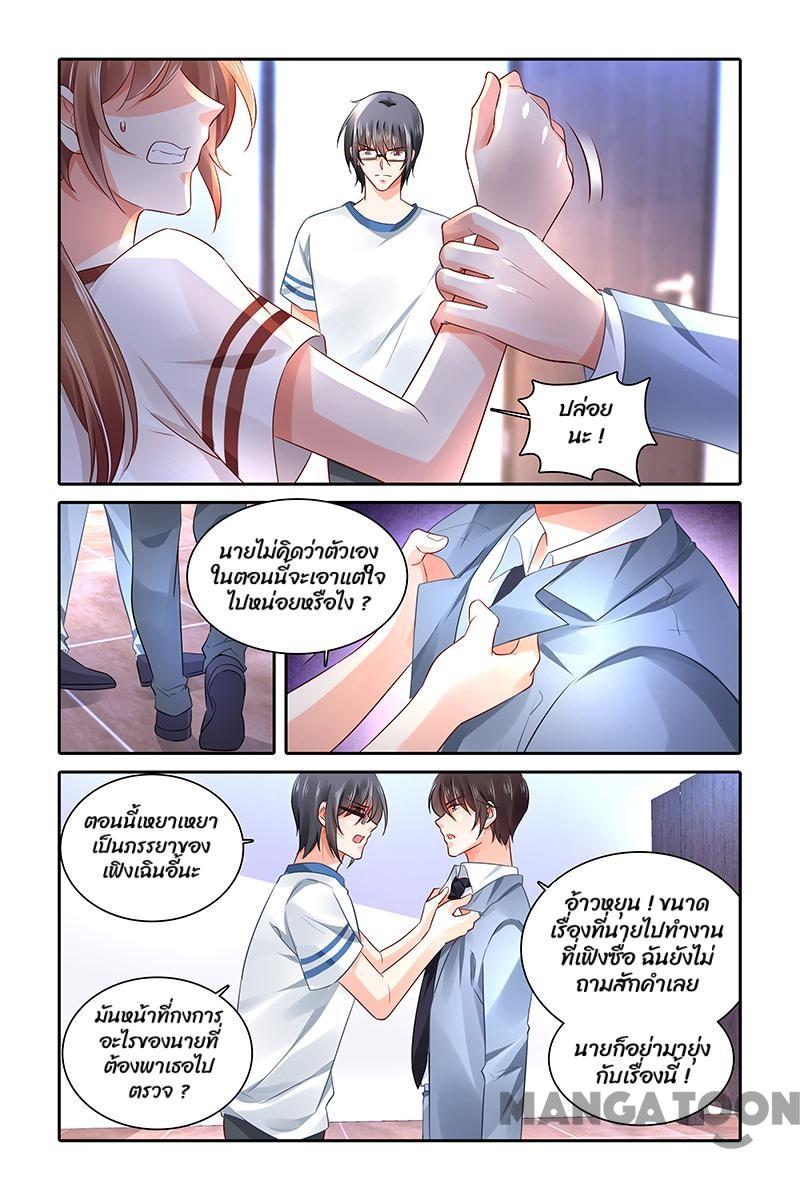 ปล่อย
นะ !
นายไม่คิดว่าตัวเอง
ในตอนนี้จะเอาแต่ใจ
ไปหน่อยหรือไง ?
ตอนนี้เหยาเหยา
เป็นภรรยาของ
เฟิงเฉินอี้นะ
มันหน้าที่กงการ
อะไรของนายที่
ต้องพาเธอไป
ตรวจ ?
อ้าวหยุน ! ขนาด
เรื่องที่นายไปทำงาน
ที่เฟิงซื่อ ฉันยังไม่
ถามสักคำเลย
นายก็อย่ามายุ่ง
กับเรื่องนี้ !
MANGATOON